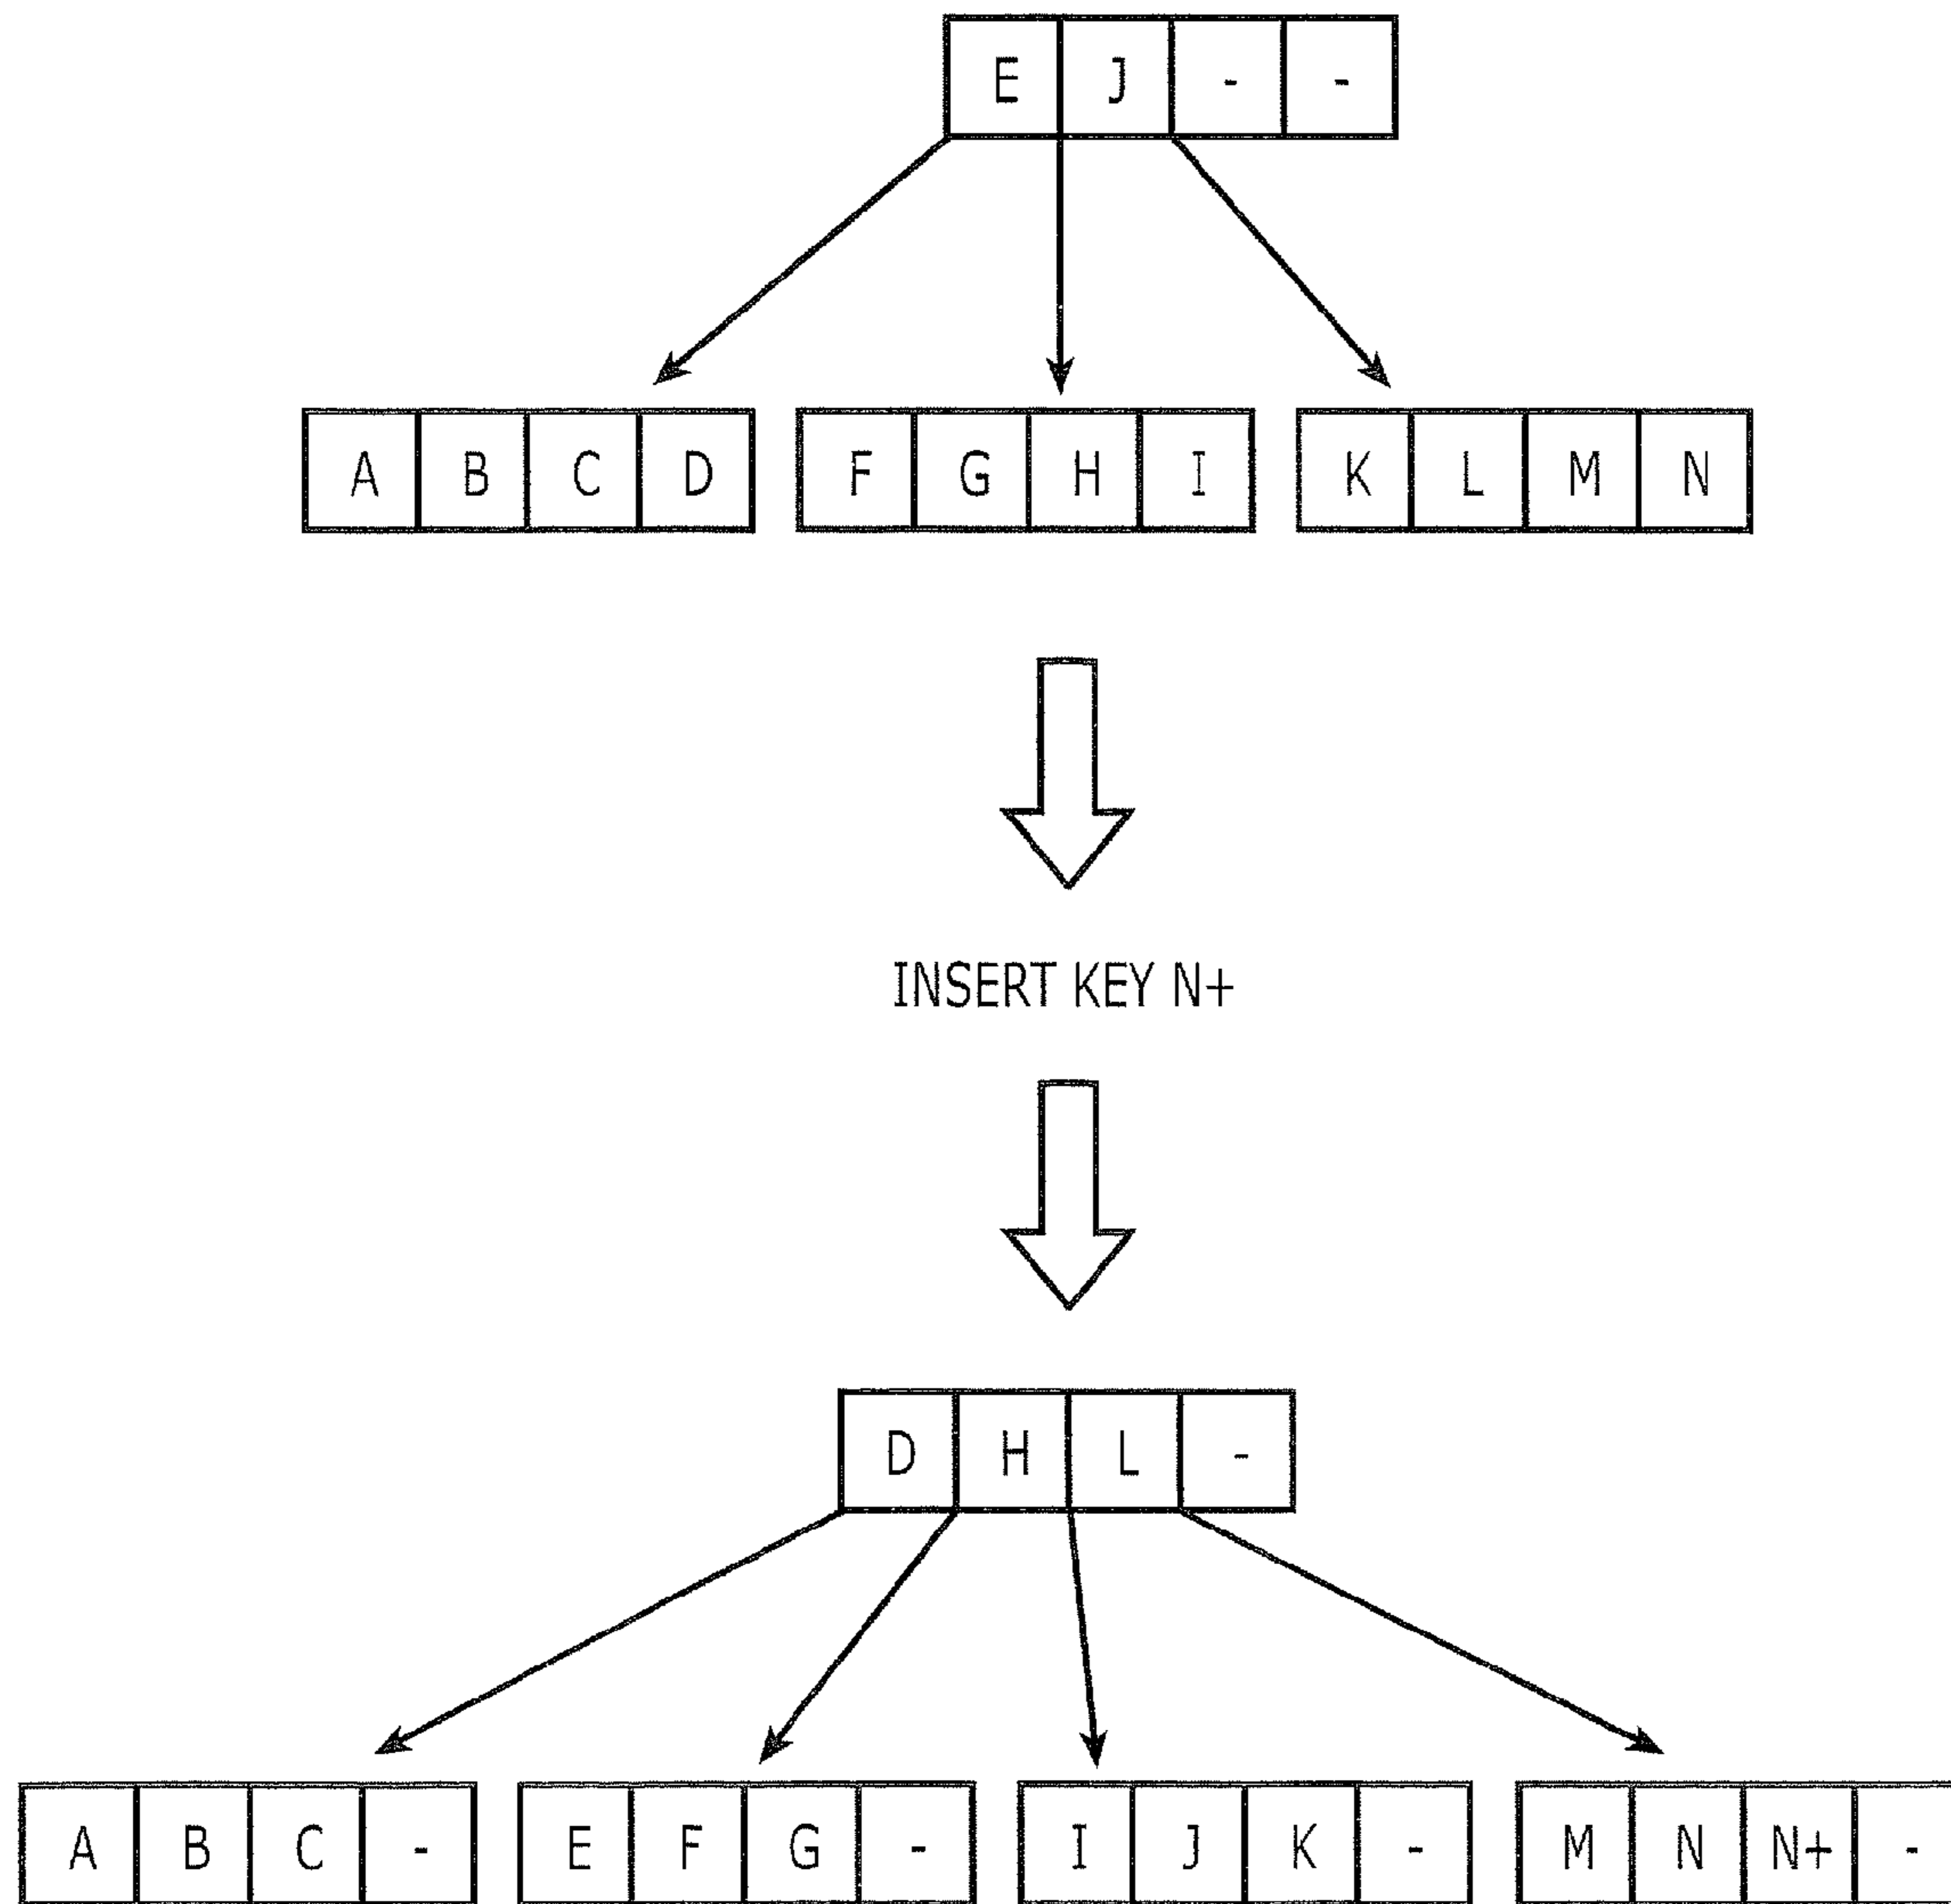 E J - -
A B C D F G H I K L M N
INSERT KEY N+
D H L -
A B C - E F G - I J K - M N N+ -